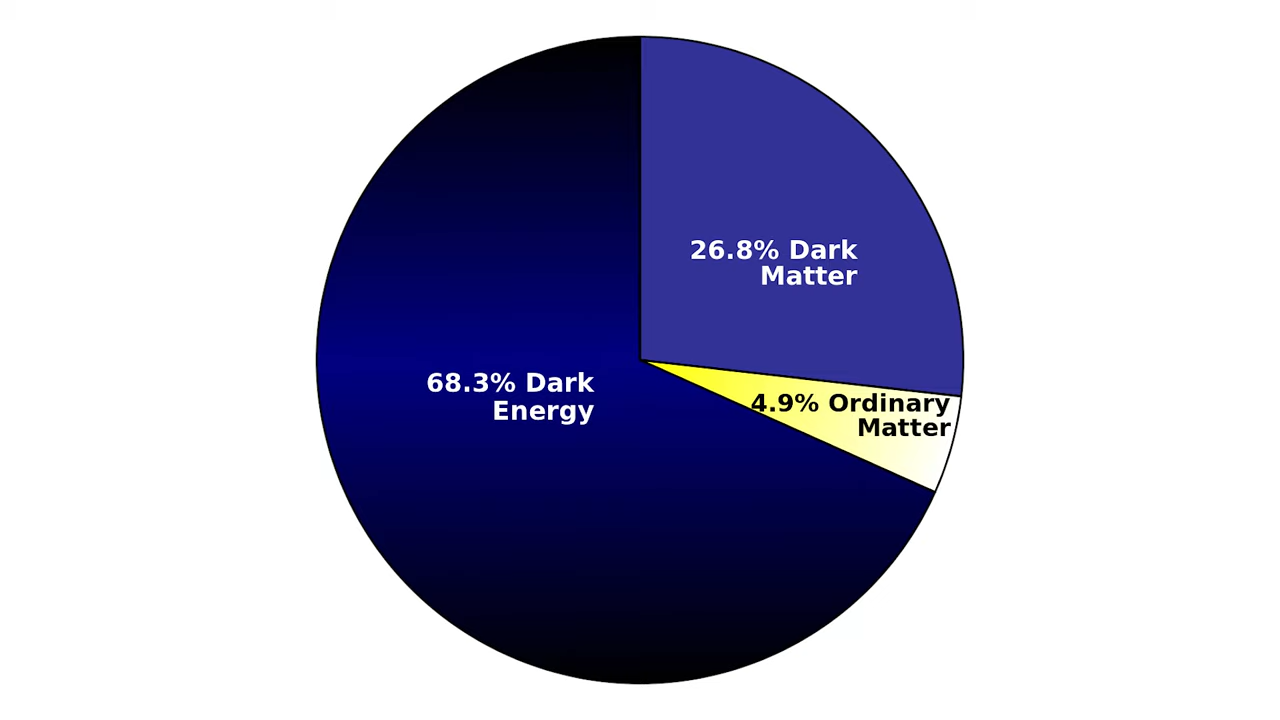 26.8% Dark
Matter
68.3% Dark
Energy
4.9% Ordinary
Matter